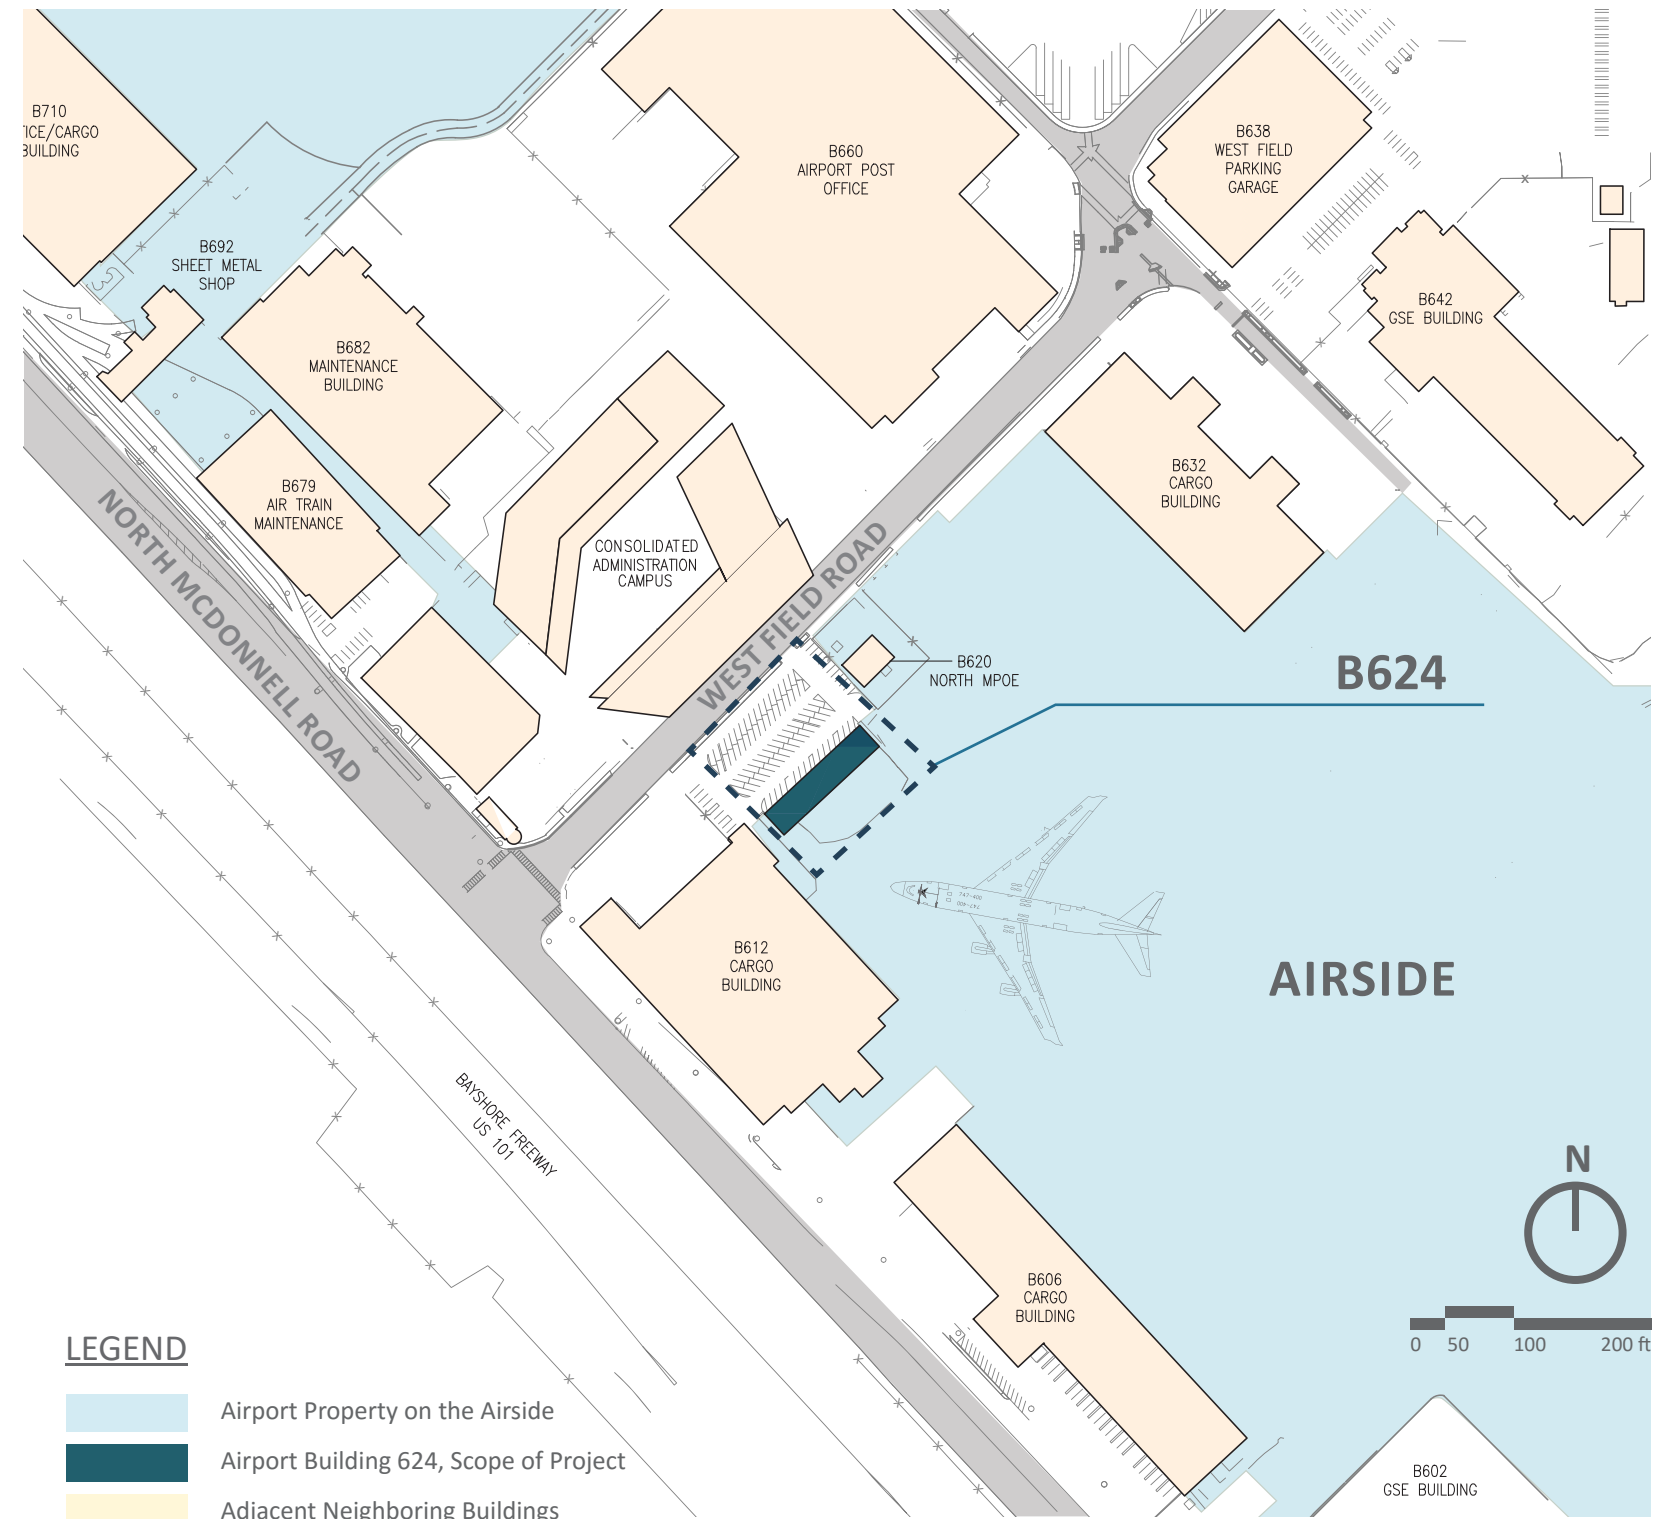 B710
ICE/CARGO
BUILDING
B692
SHEET METAL
SHOP
B682
MAINTENANCE
BUILDING
B679
AIR TRAIN
MAINTENANCE
B660
AIRPORT POST
OFFICE
B638
WEST FIELD
PARKING
GARAGE
B642
GSE BUILDING
B632
CARGO
BUILDING
CONSOLIDATED
ADMINISTRATION
CAMPUS
NORTH MCDONNELL ROAD
WEST FIELD ROAD
B620
NORTH MPOE
B624
747-400
747-400
AIRSIDE
B612
CARGO
BUILDING
BAYSHORE FREEWAY
US 101
B606
CARGO
BUILDING
N
0 50 100 200 ft
B602
GSE BUILDING
LEGEND
Airport Property on the Airside
Airport Building 624, Scope of Project
Adjacent Neighboring Buildings